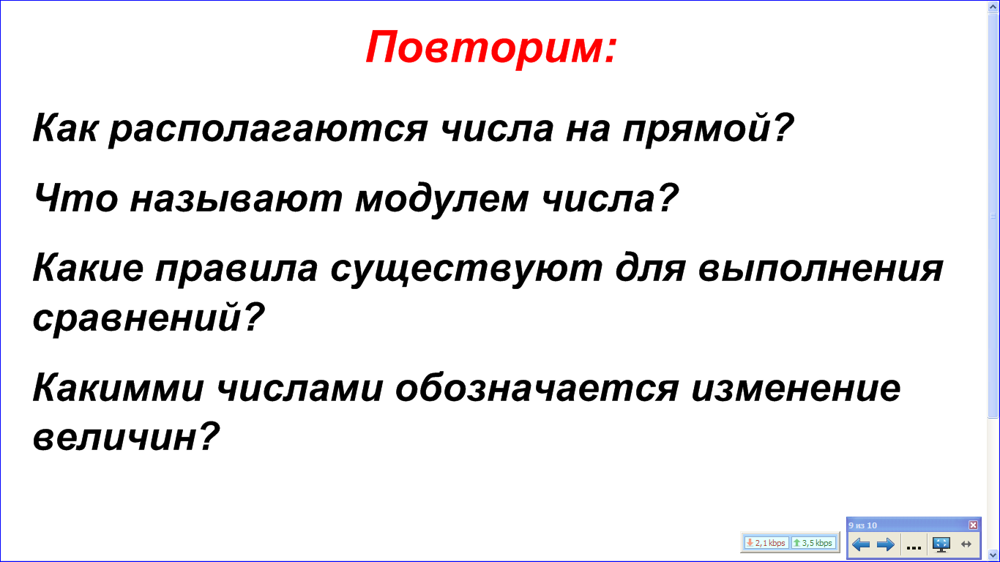 Повторим:
Как располагаются числа на прямой?
Что называют модулем числа?
Какие правила существуют для выполнения
сравнений?
Какимми числами обозначается изменение
величин?
2,1 kbps 3,5 kbps
9 из 10